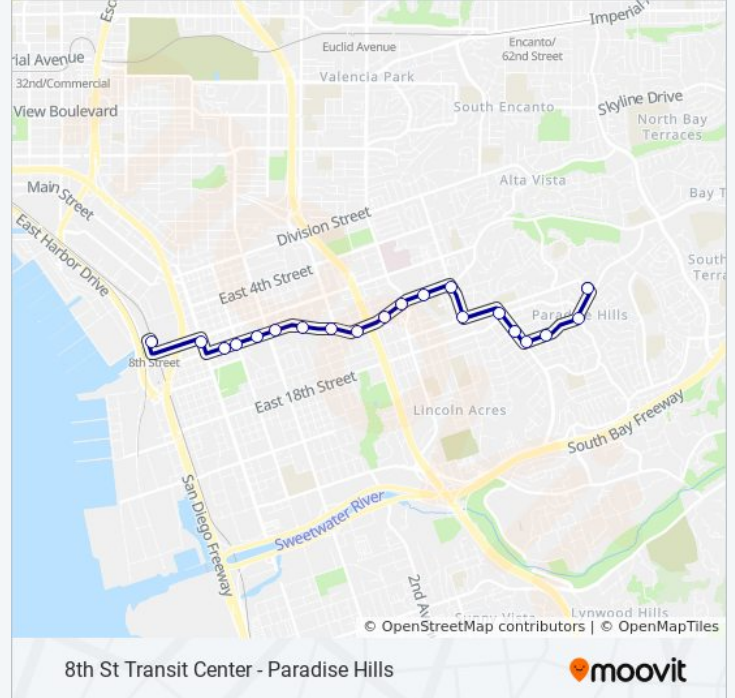 Esc
Imperial
Euclid Avenue
Encanto/
62nd Street
rial Avenue
Valencia Park
32nd/Commercial
South Encanto
Skyline Drive
View Boulevard
North Bay
Terraces
Alta Vista
Main Street
Bay T
Division Street
East Harbor Drive
South
Terra
East 4th Street
Paradise Hills
8th Street
East 18th Street
Lincoln Acres
South Bay Freeway
San Diego Freeway
Sweetwater River
2nd Av
Sunny Vista
Lynwood Hills
© OpenStreetMap contributors | © OpenMapTiles
8th St Transit Center - Paradise Hills
moovit